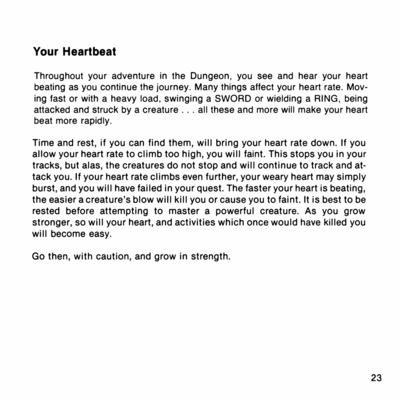 Your Heartbeat
Throughout your adventure in the Dungeon, you see and hear your heart
beating as you continue the journey. Many things affect your heart rate. Mov-
ing fast or with a heavy load, swinging a SWORD or wielding a RING, being
attacked and struck by a creature . . . all these and more will make your heart
beat more rapidly.
Time and rest, if you can find them, will bring your heart rate down. If you
allow your heart rate to climb too high, you will faint. This stops you in your
tracks, but alas, the creatures do not stop and will continue to track and at-
tack you. If your heart rate climbs even further, your weary heart may simply
burst, and you will have failed in your quest. The faster your heart is beating,
the easier a creature's blow will kill you or cause you to faint. It is best to be
rested before attempting to master a powerful creature. As you grow
stronger, so will your heart, and activities which once would have killed you
will become easy.
Go then, with caution, and grow in strength.
23